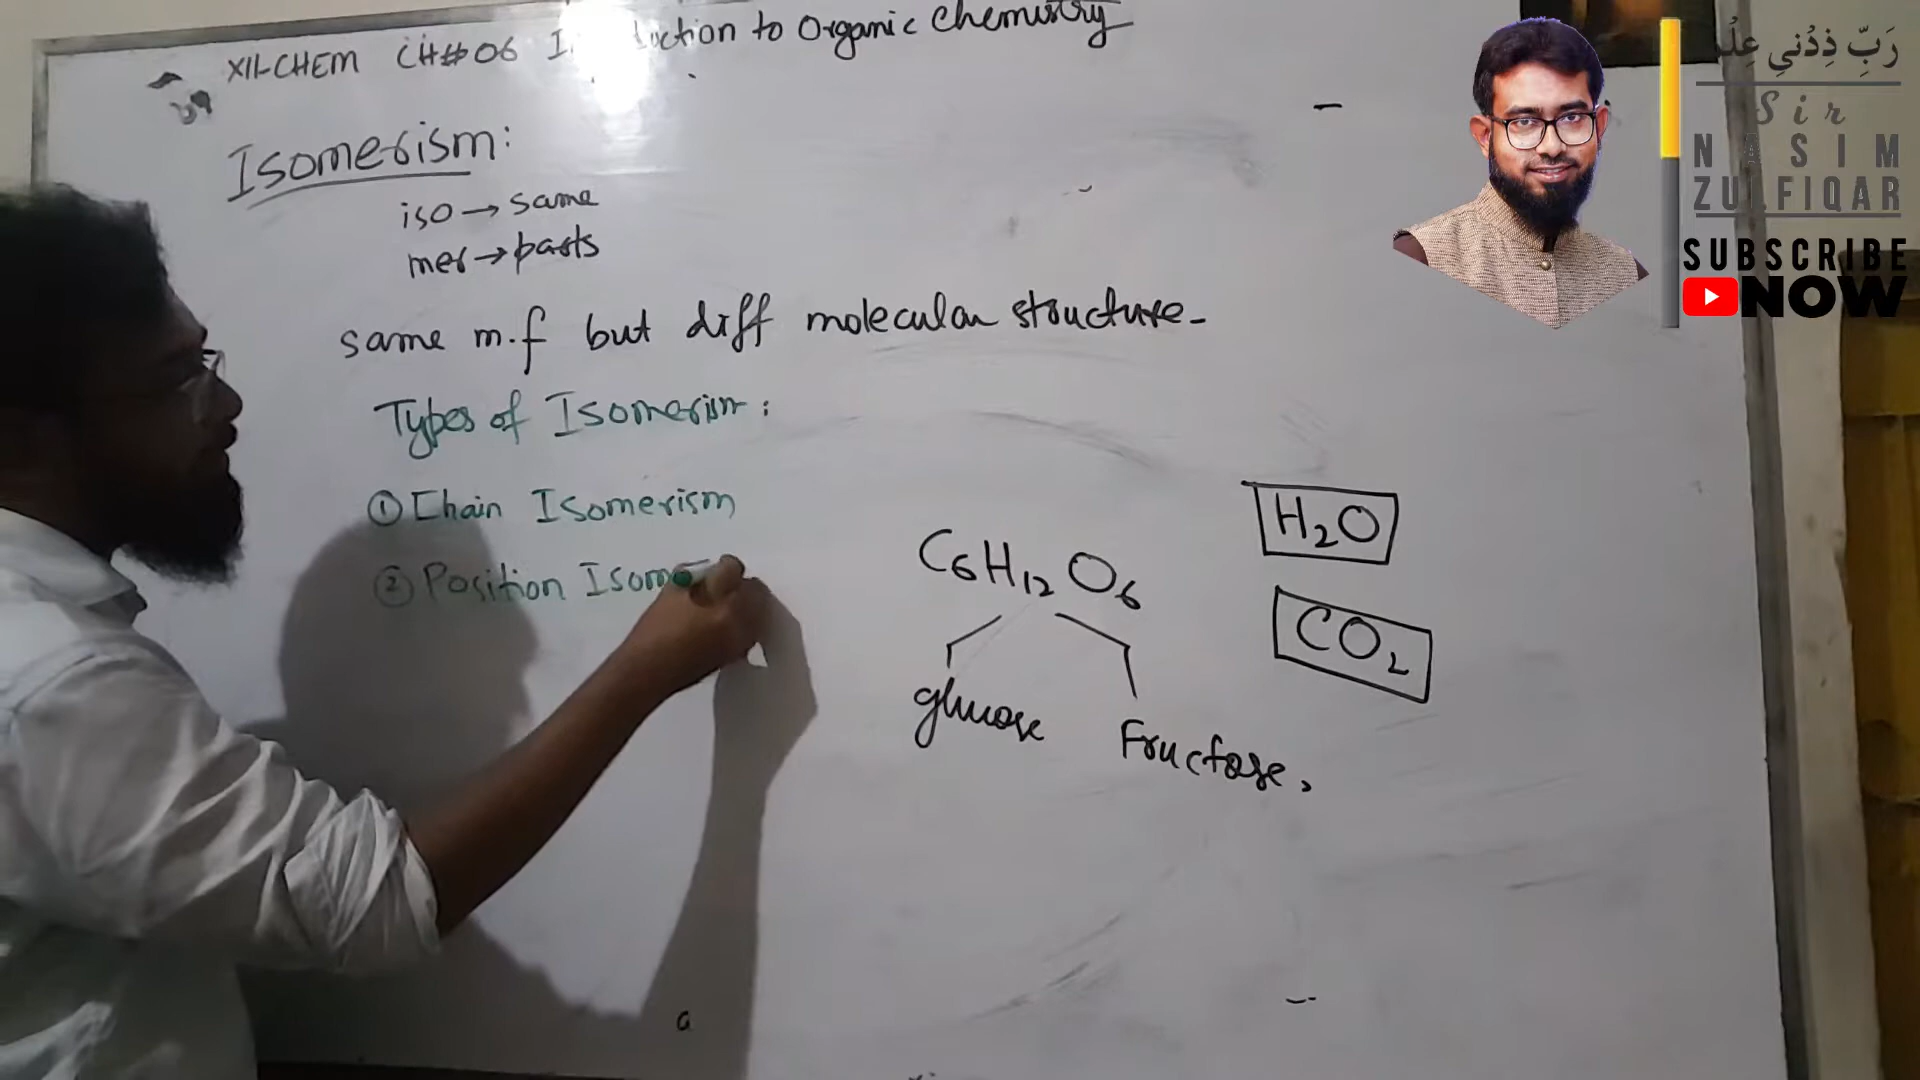 XII-CHEM CH#06 I uction to Organic Chemistry
Isomerism:
iso → same
mer → parts
same m.f but diff molecular structure-
Types of Isomerism:
① Chain Isomerism
② Position Isome
C6H12O6
glucose
Fructose,
H2O
CO2
a
رَبِّ ذِدْنِي عِلْم
Sir
NASIM
ZULFIQAR
SUBSCRIBE
NOW